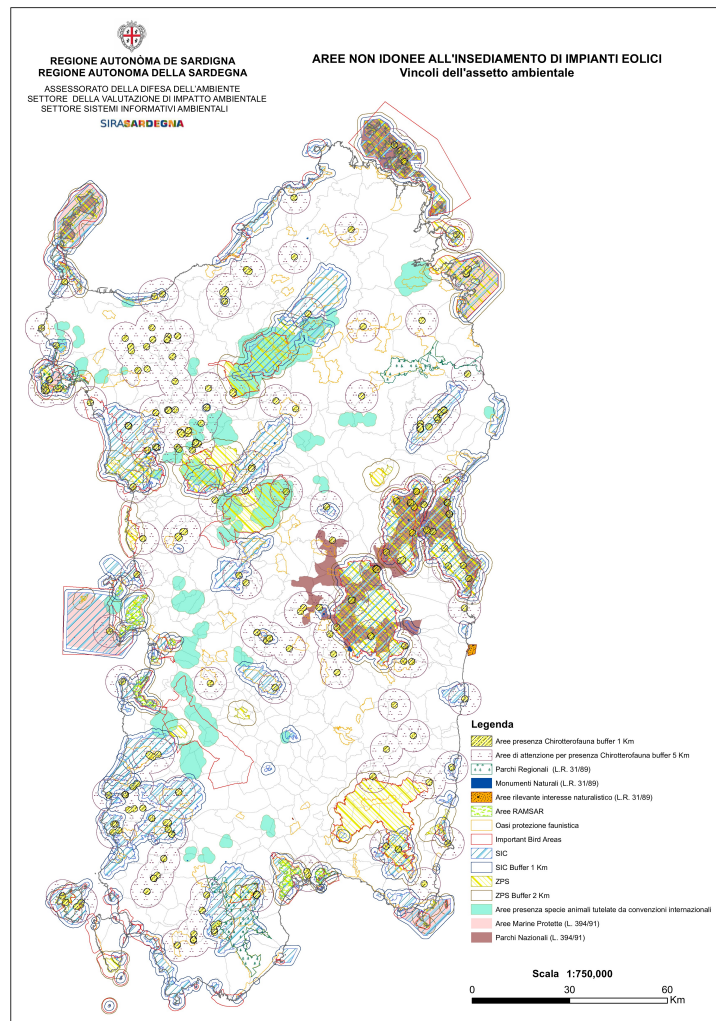 REGIONE AUTONÒMA DE SARDIGNA
REGIONE AUTONOMA DELLA SARDEGNA
ASSESSORATO DELLA DIFESA DELL'AMBIENTE
SETTORE DELLA VALUTAZIONE DI IMPATTO AMBIENTALE
SETTORE SISTEMI INFORMATIVI AMBIENTALI
SIRASARDEGNA
AREE NON IDONEE ALL'INSEDIAMENTO DI IMPIANTI EOLICI
Vincoli dell'assetto ambientale
Legenda
Aree presenza Chirotterofauna buffer 1 Km
Aree di attenzione per presenza Chirotterofauna buffer 5 Km
Parchi Regionali (L.R. 31/89)
Monumenti Naturali (L.R. 31/89)
Aree rilevante interesse naturalistico (L.R. 31/89)
Aree RAMSAR
Oasi protezione faunistica
Important Bird Areas
SIC
SIC Buffer 1 Km
ZPS
ZPS Buffer 2 Km
Aree presenza specie animali tutelate da convenzioni internazionali
Aree Marine Protette (L. 394/91)
Parchi Nazionali (L. 394/91)
Scala 1:750,000
0 30 60
Km